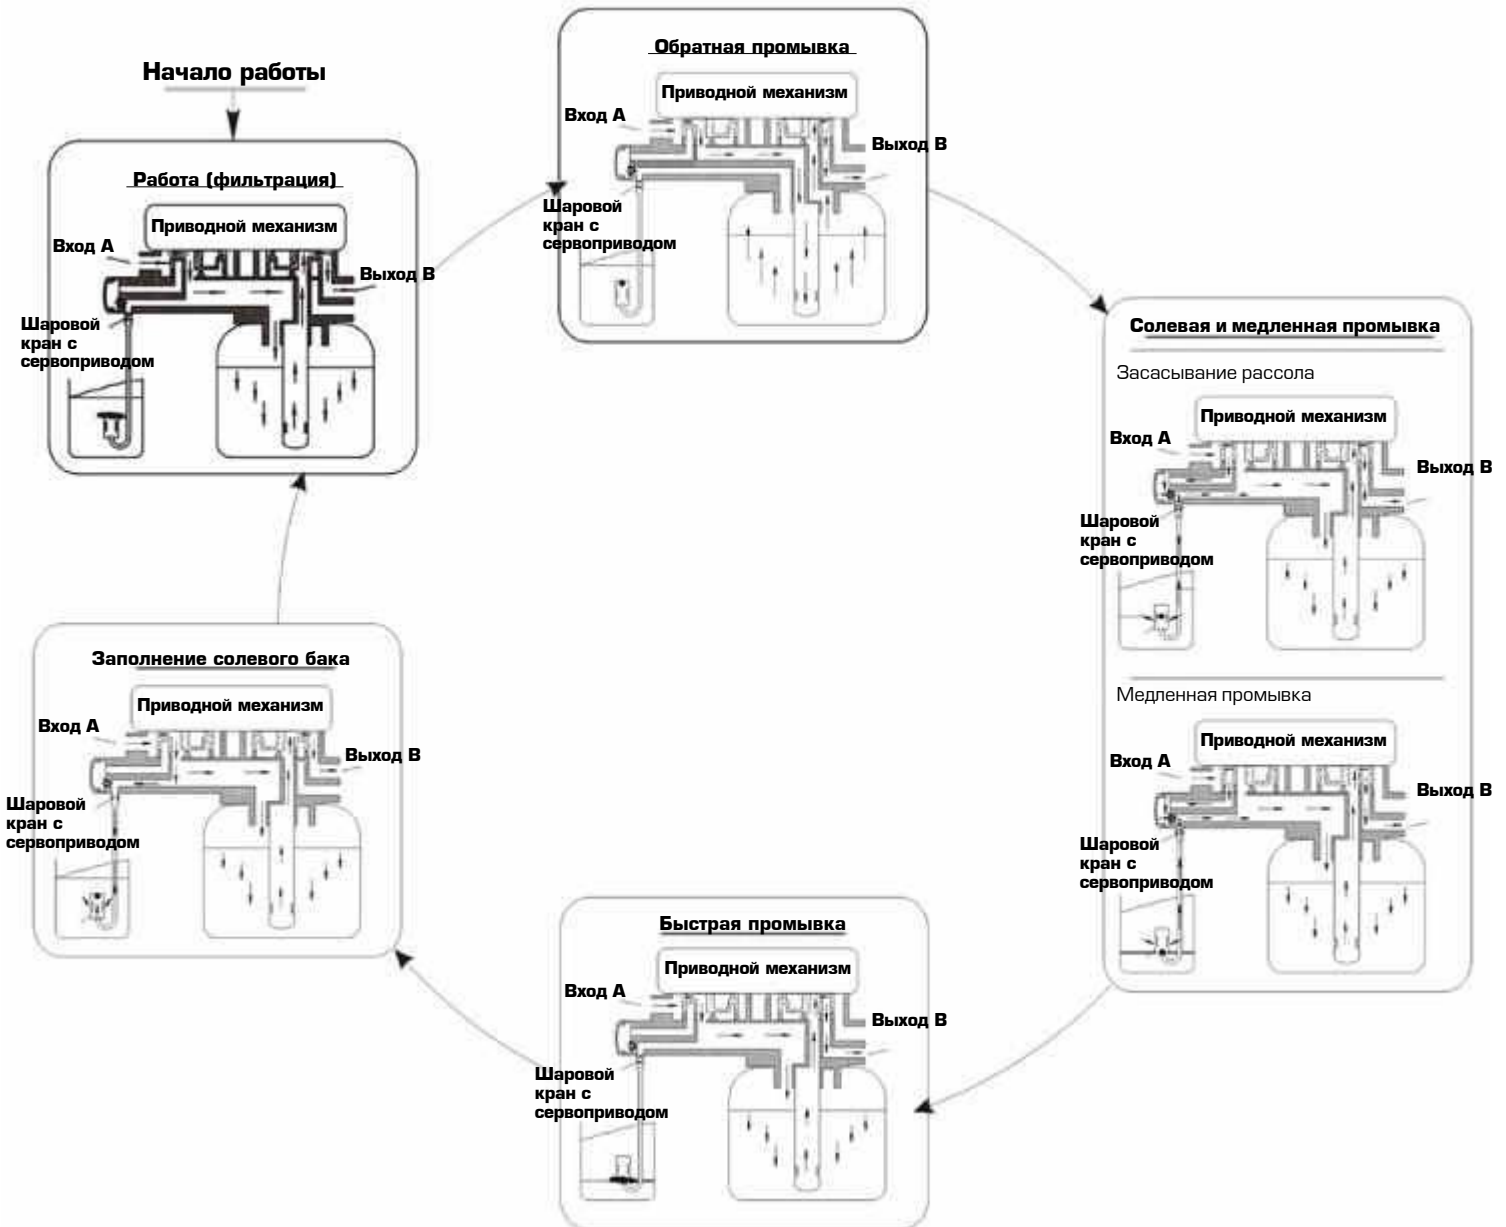 Начало работы
Работа (фильтрация)
Приводной механизм
Вход А
Выход В
Шаровой
кран с
сервоприводом
Обратная промывка
Приводной механизм
Вход А
Выход В
Шаровой
кран с
сервоприводом
Солевая и медленная промывка
Засасывание рассола
Приводной механизм
Вход А
Выход В
Шаровой
кран с
сервоприводом
Медленная промывка
Приводной механизм
Вход А
Выход В
Шаровой
кран с
сервоприводом
Быстрая промывка
Приводной механизм
Вход А
Выход В
Шаровой
кран с
сервоприводом
Заполнение солевого бака
Приводной механизм
Вход А
Выход В
Шаровой
кран с
сервоприводом